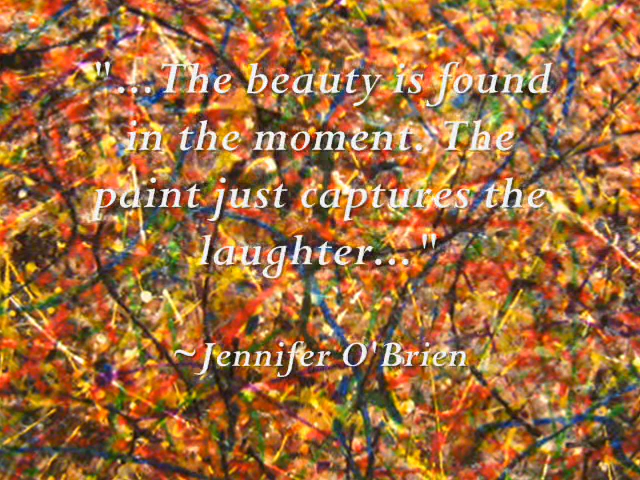 "...The beauty is found
in the moment. The
paint just captures the
laughter..."
~Jennifer O'Brien